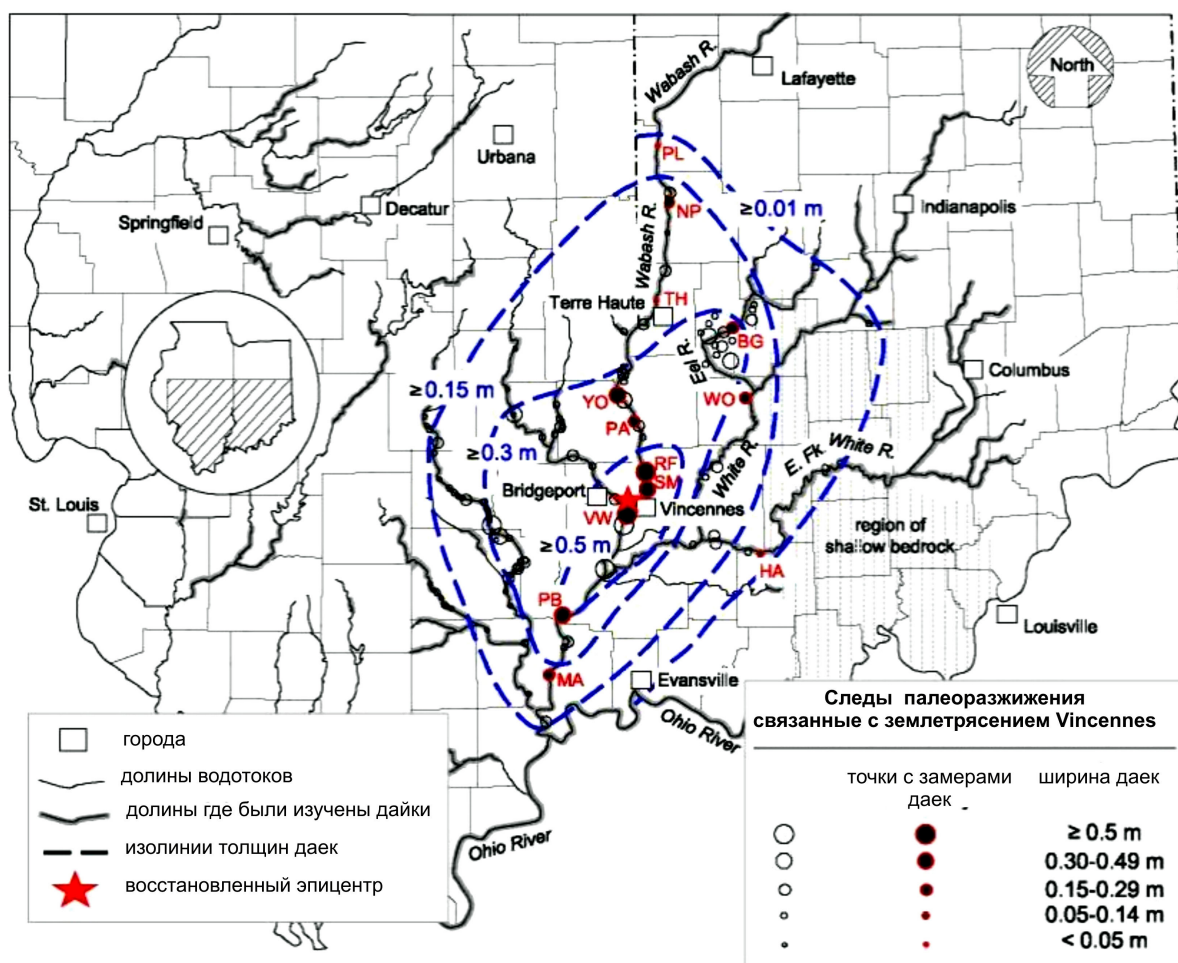 Wabash R.
Lafayette
North
Urbana
PL
Decatur
Springfield
NP
≥0.01 m
Indianapolis
Wabash R.
Terre Haute
TH
BG
Eel R.
Columbus
≥0.15 m
YO
WO
PA
≥0.3 m
RF
SM
White R.
E. Fk White R.
Bridgeport
Vincennes
St. Louis
VW
region of
shallow bedrock
≥0.5 m
HA
PB
Louisville
MA
Evansville
Ohio River
Ohio River
города
долины водотоков
долины где были изучены дайки
изолинии толщин даек
восстановленный эпицентр
Следы палеоразжижения
связанные с землетрясением Vincennes
точки с замерами
даек
ширина даек
≥ 0.5 m
0.30-0.49 m
0.15-0.29 m
0.05-0.14 m
< 0.05 m